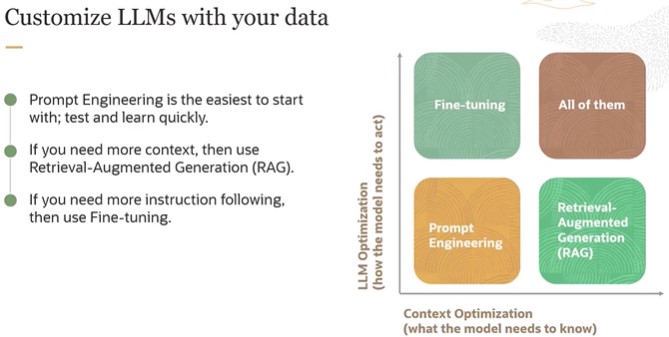 Customize LLMs with your data
Prompt Engineering is the easiest to start
with; test and learn quickly.
If you need more context, then use
Retrieval-Augmented Generation (RAG).
If you need more instruction following,
then use Fine-tuning.
LLM Optimization
(how the model needs to act)
Fine-tuning
All of them
Prompt
Engineering
Retrieval-
Augmented
Generation
(RAG)
Context Optimization
(what the model needs to know)